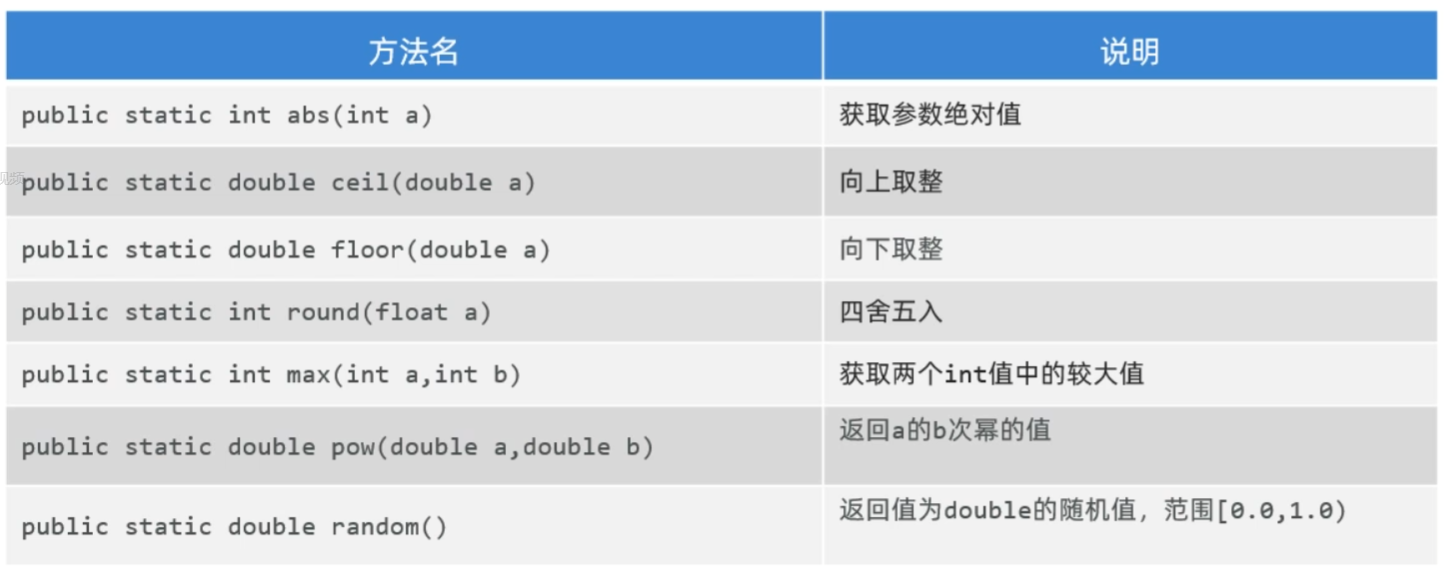 方法名 说明
public static int abs(int a) 获取参数绝对值
视频
public static double ceil(double a) 向上取整
public static double floor(double a) 向下取整
public static int round(float a) 四舍五入
public static int max(int a,int b) 获取两个int值中的较大值
public static double pow(double a,double b) 返回a的b次幂的值
public static double random() 返回值为double的随机值，范围[0.0,1.0)